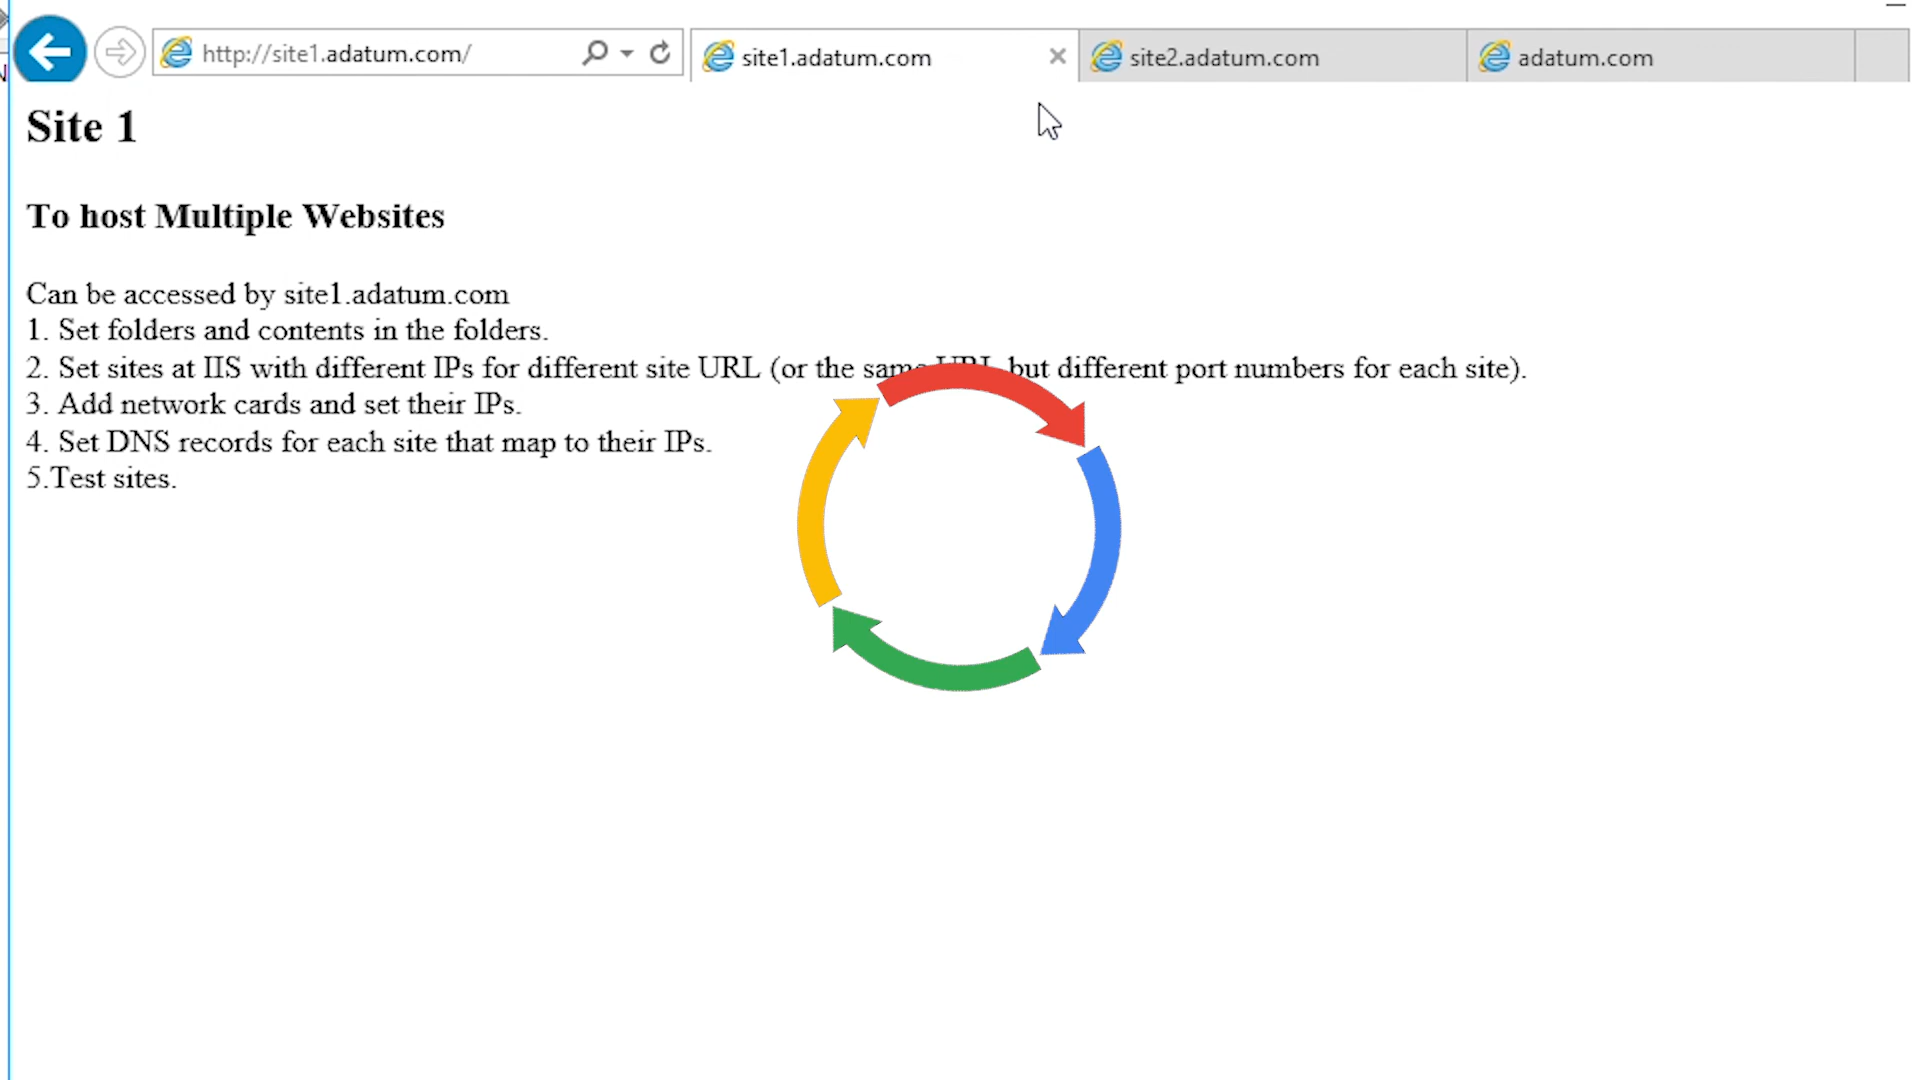 http://site1.adatum.com/
site1.adatum.com
site2.adatum.com
adatum.com
Site 1
To host Multiple Websites
Can be accessed by site1.adatum.com
1. Set folders and contents in the folders.
2. Set sites at IIS with different IPs for different site URL (or the same URL but different port numbers for each site).
3. Add network cards and set their IPs.
4. Set DNS records for each site that map to their IPs.
5.Test sites.